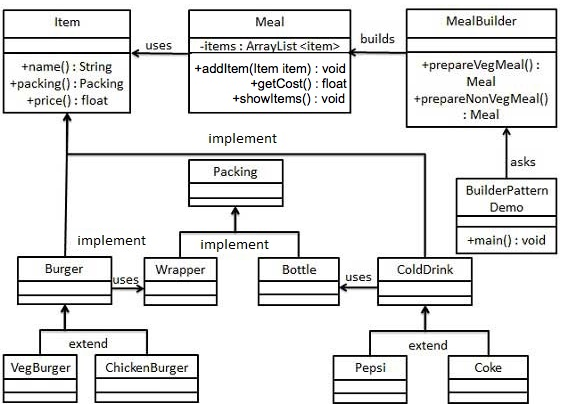 Item
Meal
MealBuilder
uses
-items : ArrayList <item>
builds
+name() : String
+packing() : Packing
+price() : float
+addItem(Item item) : void
+getCost() : float
+showItems() : void
+prepareVegMeal() :
Meal
+prepareNonVegMeal()
: Meal
implement
asks
Packing
BuilderPattern
Demo
+main() : void
implement
implement
Burger
uses
Wrapper
Bottle
uses
ColdDrink
extend
extend
VegBurger
ChickenBurger
Pepsi
Coke